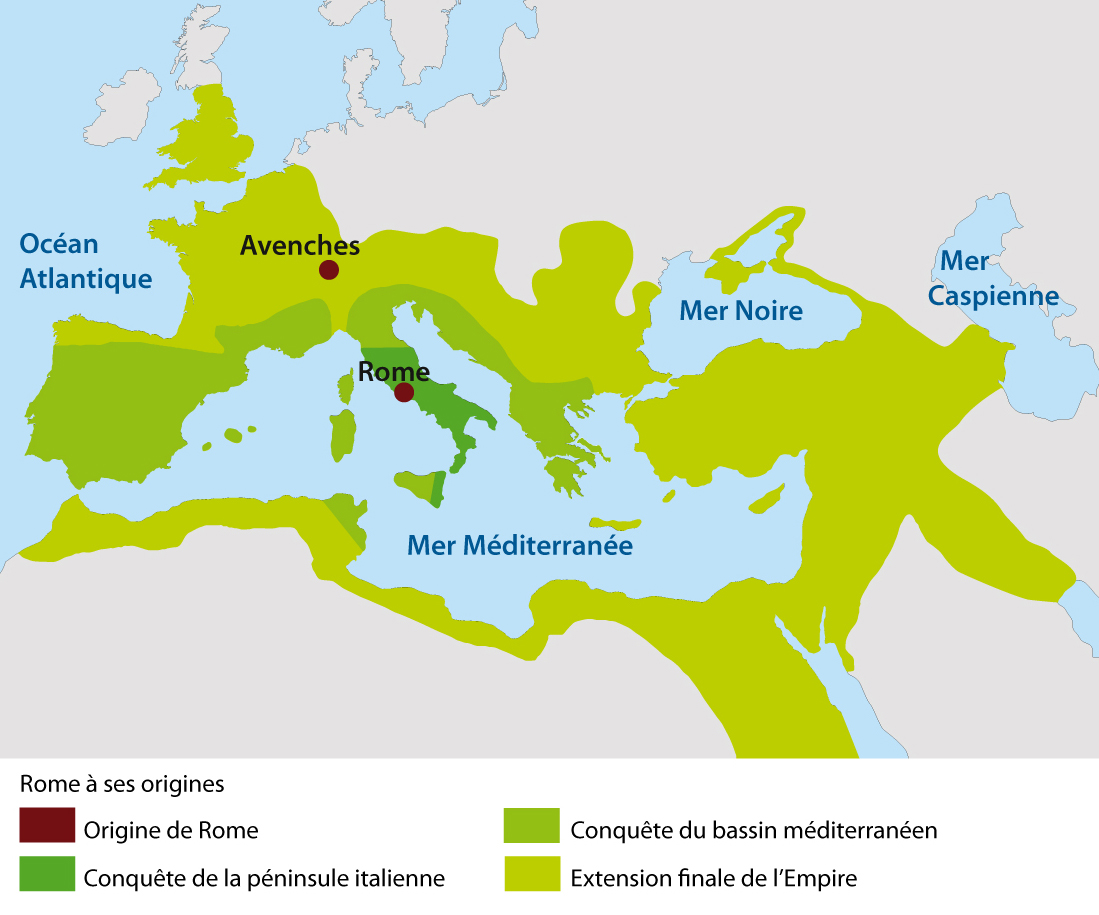 Avenches
Océan
Atlantique
Mer
Caspienne
Mer Noire
Rome
Mer Méditerranée
Rome à ses origines
Origine de Rome
Conquête du bassin méditerranéen
Conquête de la péninsule italienne
Extension finale de l'Empire